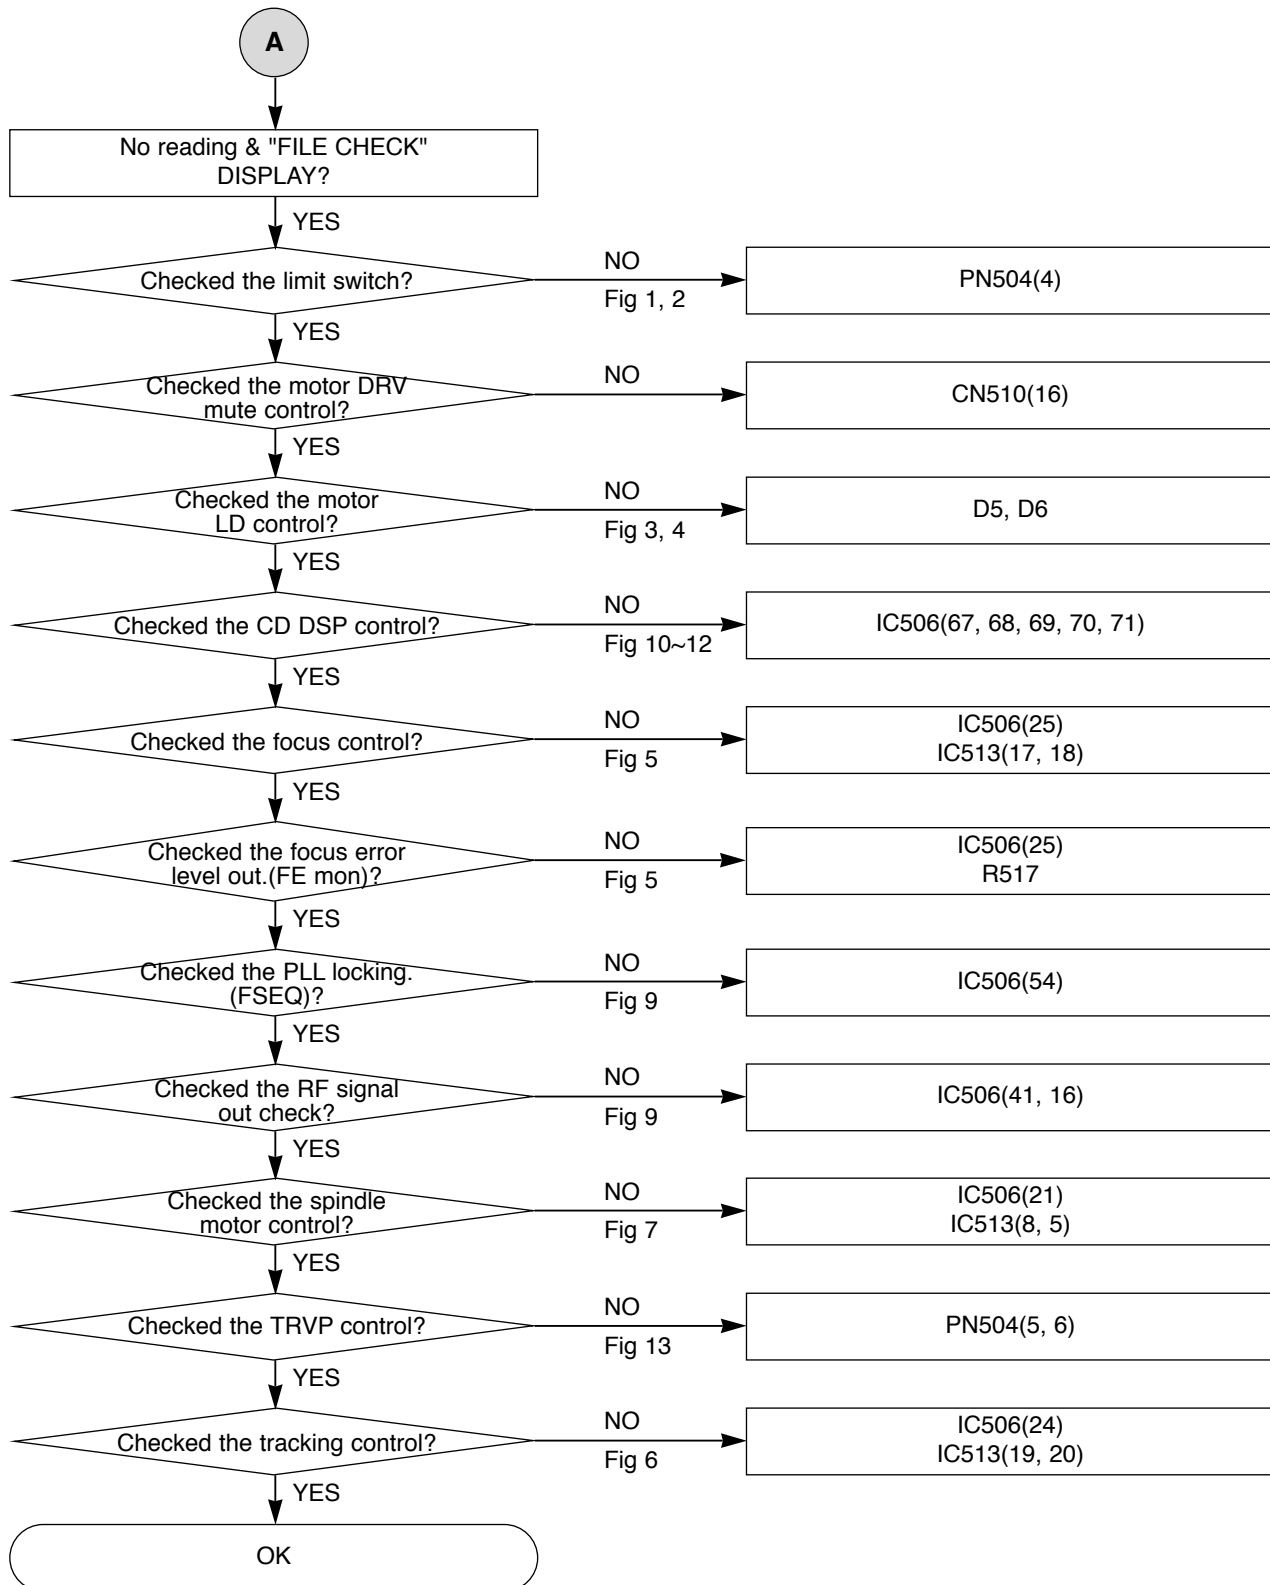 A
No reading & "FILE CHECK"
DISPLAY?
YES
Checked the limit switch?
NO
Fig 1, 2
PN504(4)
YES
Checked the motor DRV
mute control?
NO
CN510(16)
YES
Checked the motor
LD control?
NO
Fig 3, 4
D5, D6
YES
Checked the CD DSP control?
NO
Fig 10~12
IC506(67, 68, 69, 70, 71)
YES
Checked the focus control?
NO
Fig 5
IC506(25)
IC513(17, 18)
YES
Checked the focus error
level out.(FE mon)?
NO
Fig 5
IC506(25)
R517
YES
Checked the PLL locking.
(FSEQ)?
NO
Fig 9
IC506(54)
YES
Checked the RF signal
out check?
NO
Fig 9
IC506(41, 16)
YES
Checked the spindle
motor control?
NO
Fig 7
IC506(21)
IC513(8, 5)
YES
Checked the TRVP control?
NO
Fig 13
PN504(5, 6)
YES
Checked the tracking control?
NO
Fig 6
IC506(24)
IC513(19, 20)
YES
OK